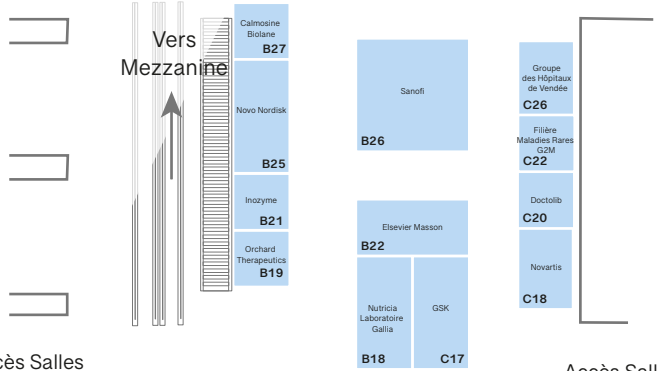 Vers
Mezzanine
Calmosine
Biolane
B27
Novo Nordisk
B25
Inozyme
B21
Orchard
Therapeutics
B19
Sanofi
B26
Elsevier Masson
B22
Nutricia
Laboratoire
Gallia
B18
GSK
C17
Groupe
des Hôpitaux
de Vendée
C26
Filière
Maladies Rares
G2M
C22
Doctolib
C20
Novartis
C18
Salles
Accès